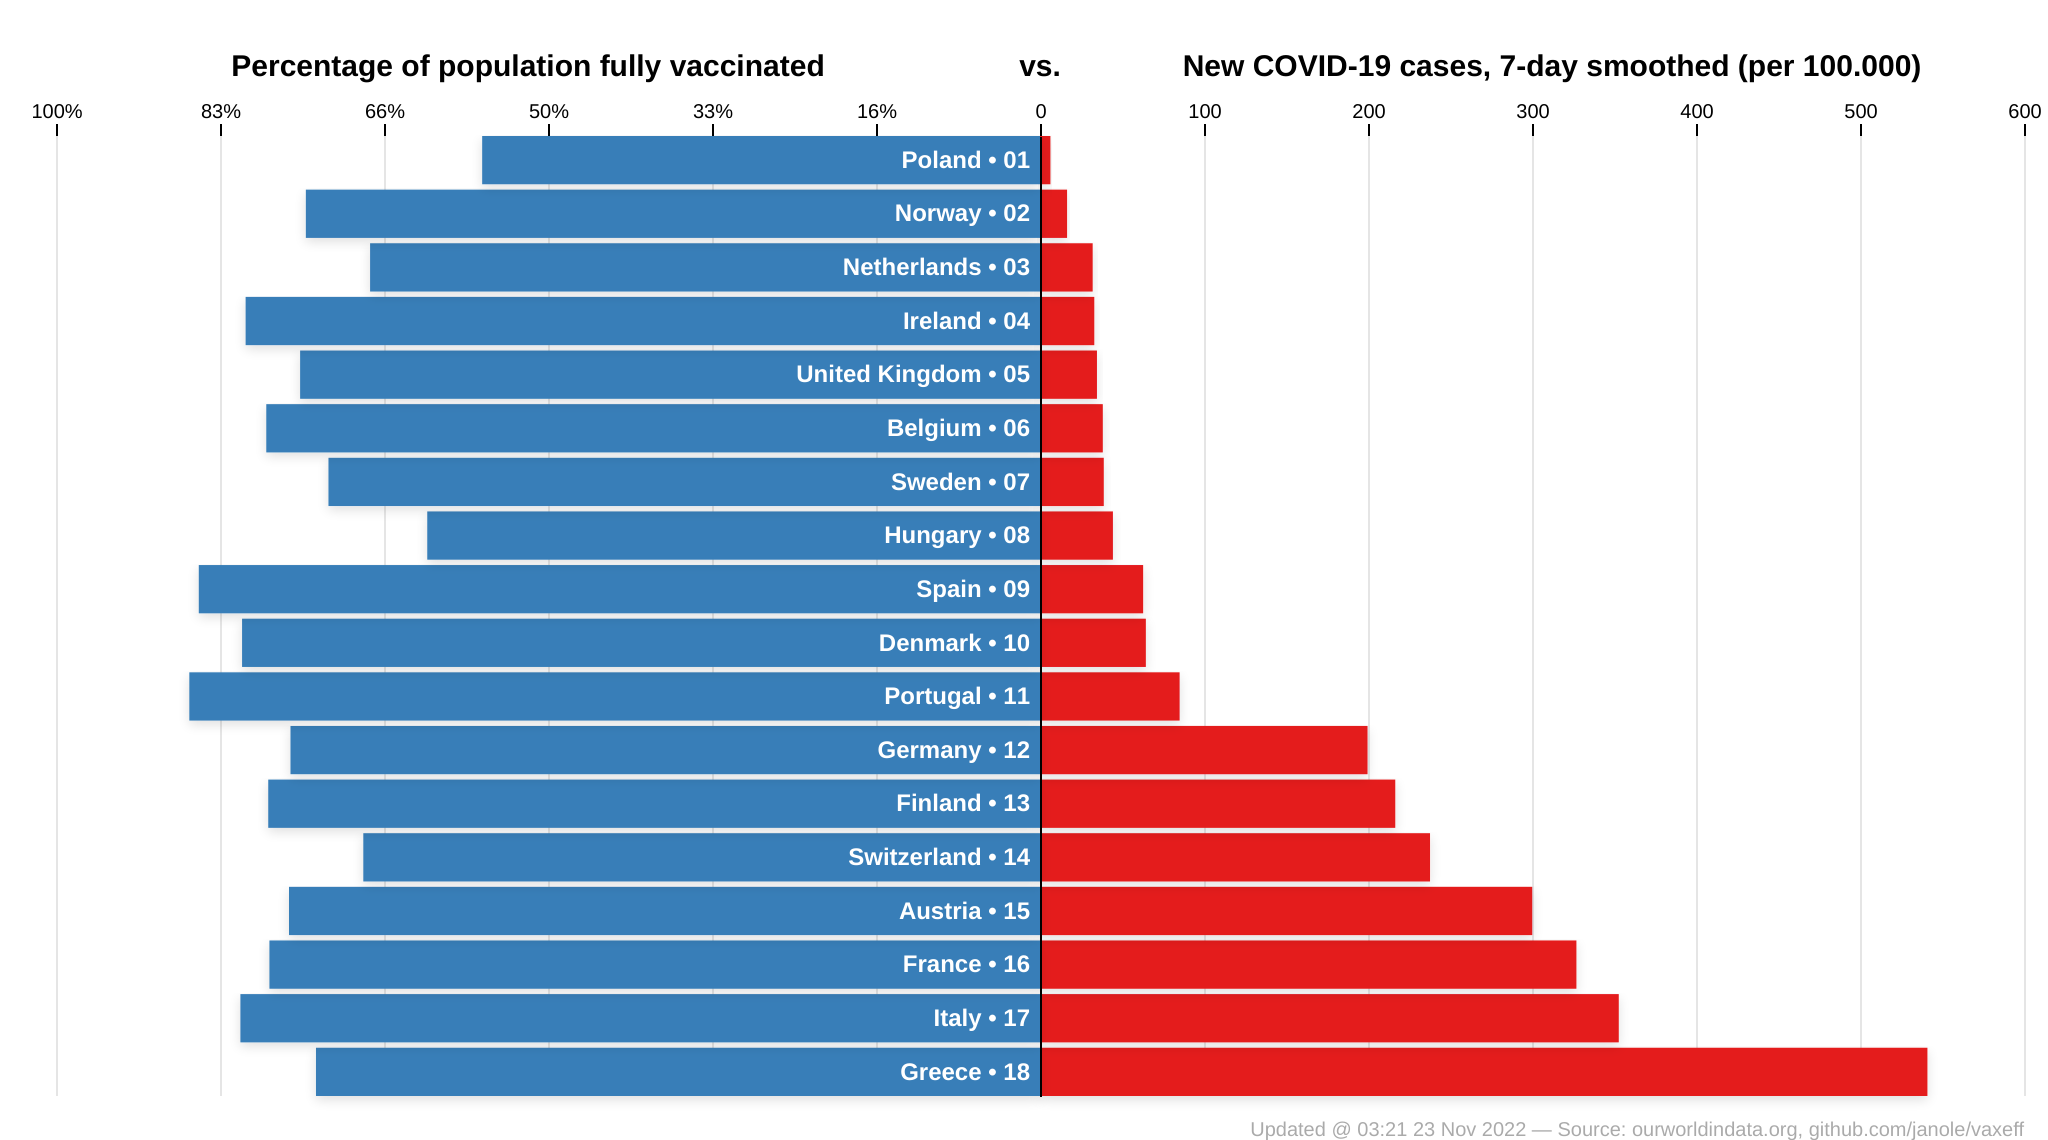 Percentage of population fully vaccinated vs. New COVID-19 cases, 7-day smoothed (per 100.000)
100% 83% 66% 50% 33% 16% 0 100 200 300 400 500 600
Poland • 01
Norway • 02
Netherlands • 03
Ireland • 04
United Kingdom • 05
Belgium • 06
Sweden • 07
Hungary • 08
Spain • 09
Denmark • 10
Portugal • 11
Germany • 12
Finland • 13
Switzerland • 14
Austria • 15
France • 16
Italy • 17
Greece • 18
Updated @ 03:21 23 Nov 2022 — Source: ourworldindata.org, github.com/janole/vaxeff